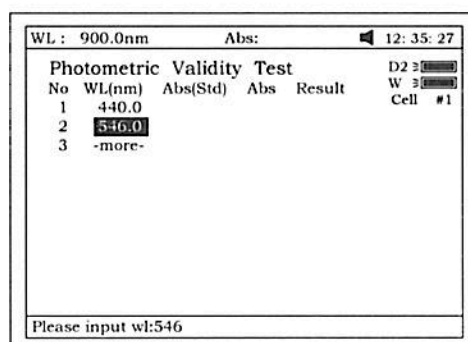 WL : 900.0nm Abs: 12: 35: 27
Photometric Validity Test D2
No WL(nm) Abs(Std) Abs Result W
1 440.0 Cell #1
2 546.0
3 -more-
Please input wl:546